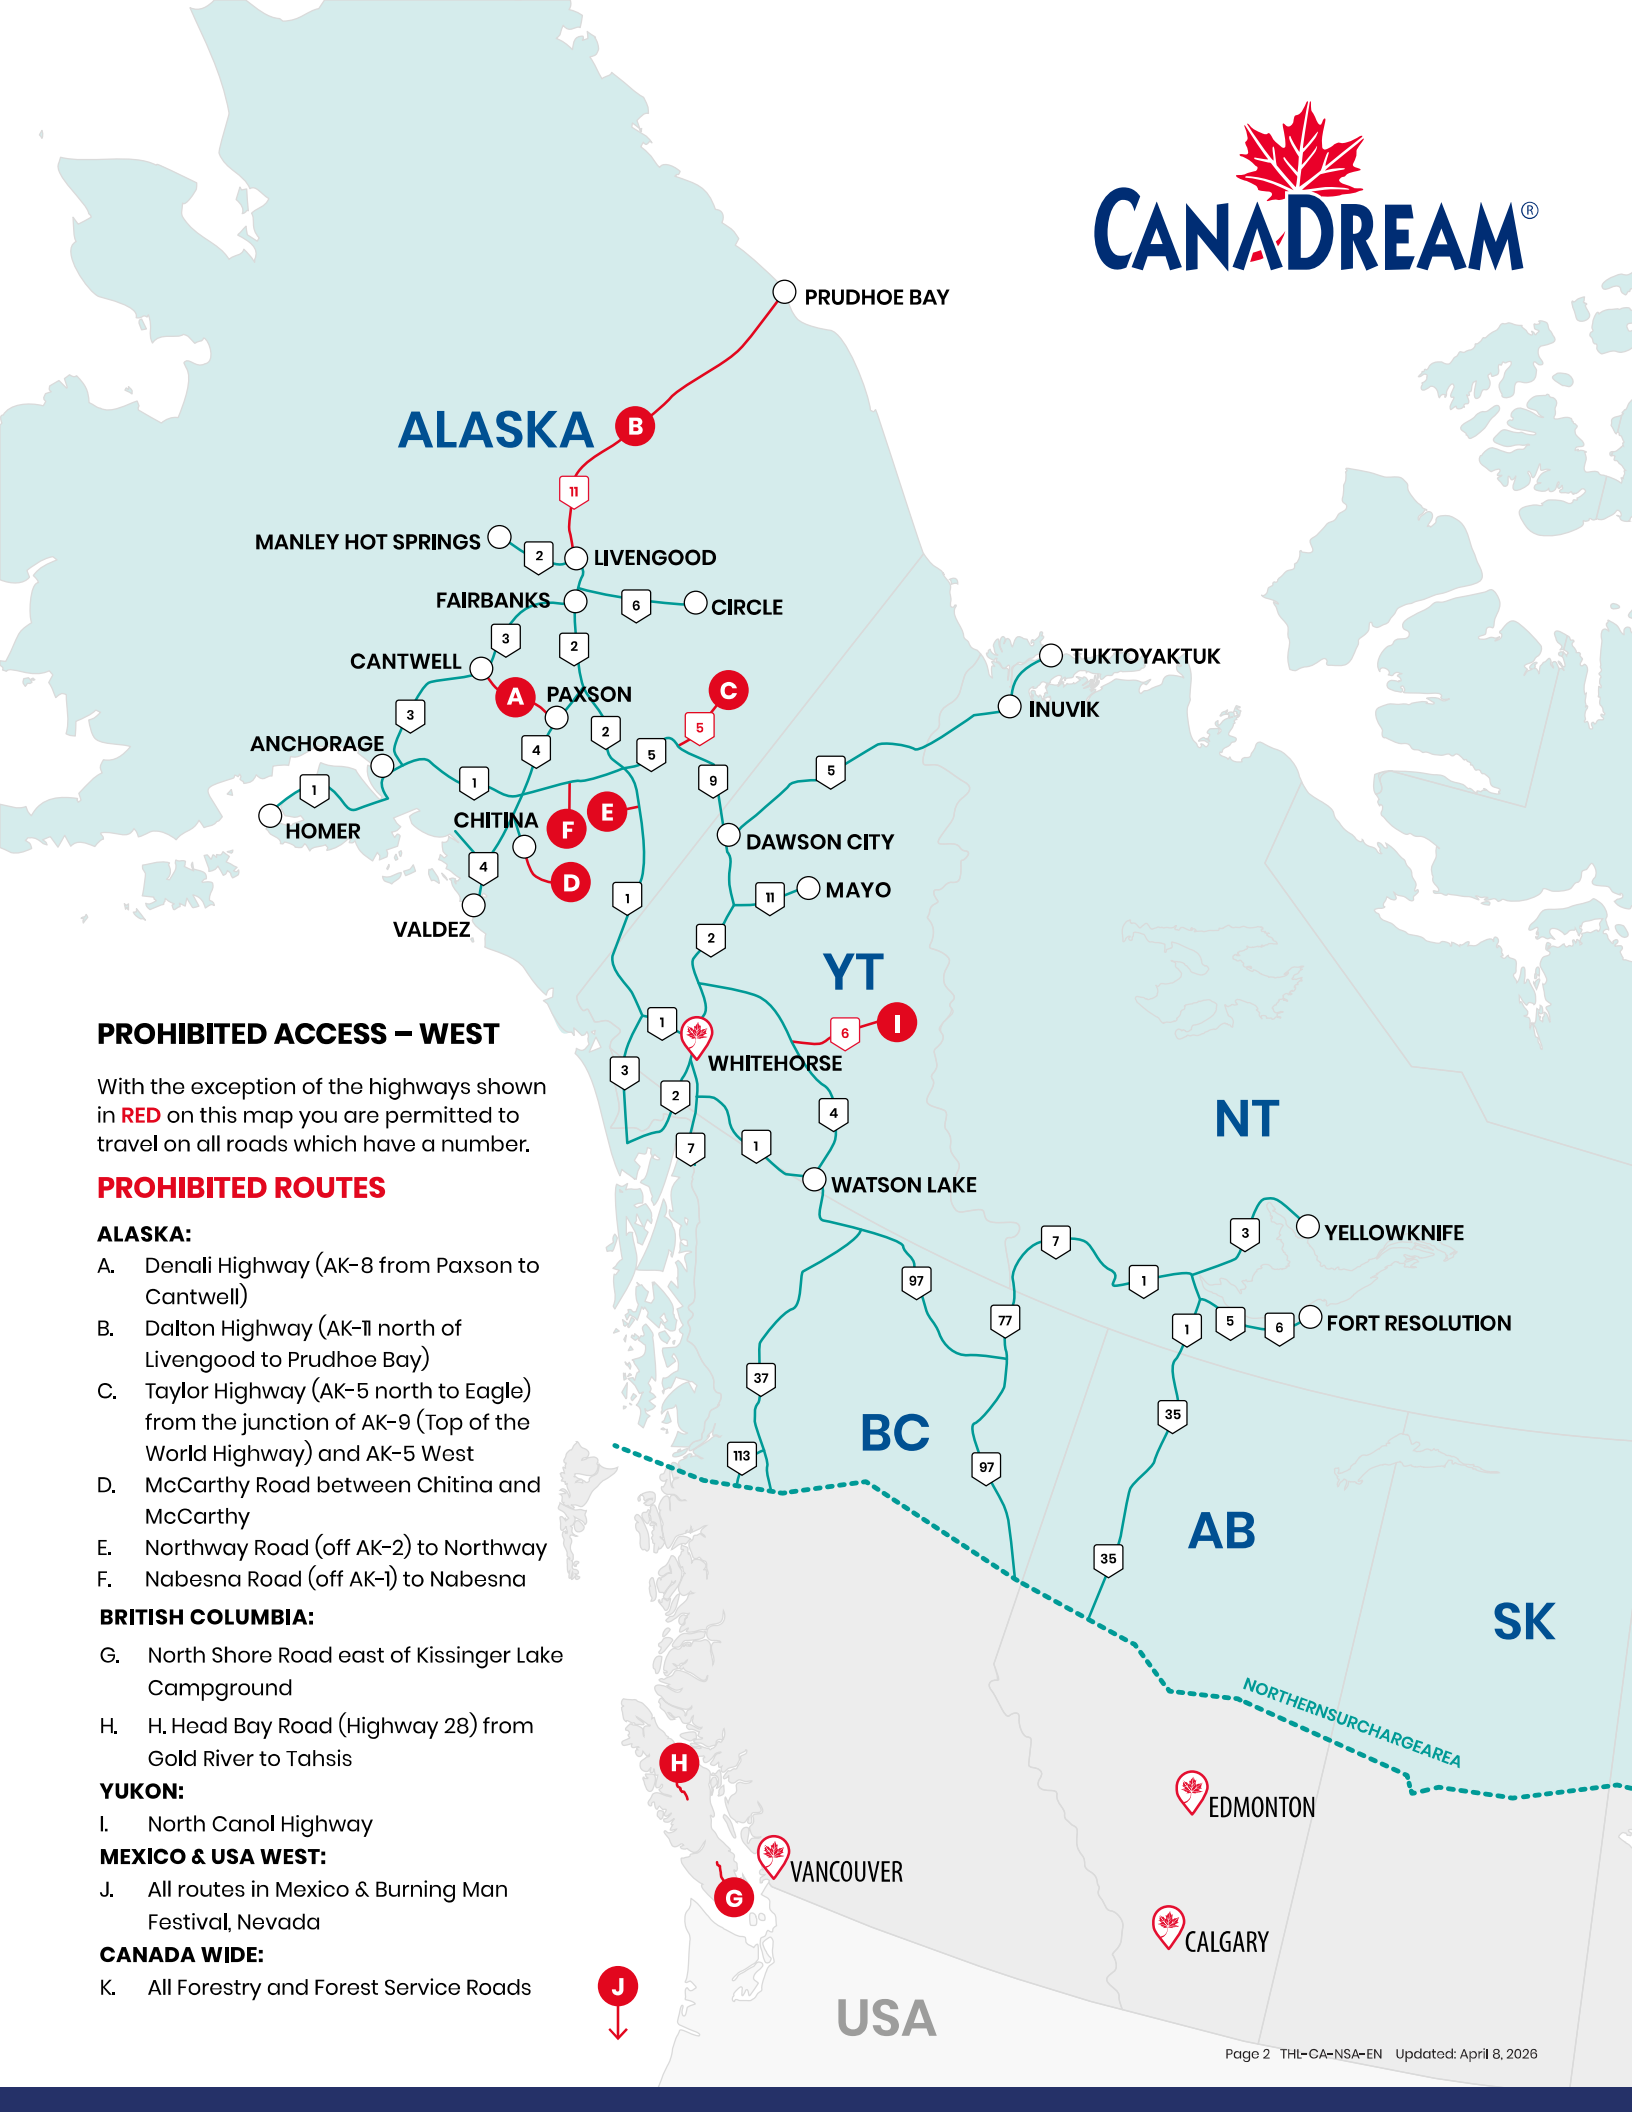 CANADREAM®
PRUDHOE BAY
ALASKA
B
11
MANLEY HOT SPRINGS
2
LIVENGOOD
FAIRBANKS
6
CIRCLE
3
2
CANTWELL
A
PAXSON
C
TUKTOYAKTUK
INUVIK
3
4
2
5
5
9
5
ANCHORAGE
1
1
HOMER
CHITINA
F
E
DAWSON CITY
4
D
1
11
MAYO
VALDEZ
2
YT
1
6
I
WHITEHORSE
3
2
4
7
1
WATSON LAKE
NT
7
3
YELLOWKNIFE
97
1
77
1
5
6
FORT RESOLUTION
37
35
BC
113
97
AB
35
SK
NORTHERNSURCHARGEAREA
PROHIBITED ACCESS – WEST
With the exception of the highways shown
in RED on this map you are permitted to
travel on all roads which have a number.
PROHIBITED ROUTES
ALASKA:
A. Denali Highway (AK-8 from Paxson to
Cantwell)
B. Dalton Highway (AK-11 north of
Livengood to Prudhoe Bay)
C. Taylor Highway (AK-5 north to Eagle)
from the junction of AK-9 (Top of the
World Highway) and AK-5 West
D. McCarthy Road between Chitina and
McCarthy
E. Northway Road (off AK-2) to Northway
F. Nabesna Road (off AK-1) to Nabesna
BRITISH COLUMBIA:
G. North Shore Road east of Kissinger Lake
Campground
H. H. Head Bay Road (Highway 28) from
Gold River to Tahsis
YUKON:
I. North Canol Highway
MEXICO & USA WEST:
J. All routes in Mexico & Burning Man
Festival, Nevada
CANADA WIDE:
K. All Forestry and Forest Service Roads
H
EDMONTON
VANCOUVER
G
CALGARY
J
USA
Page 2 THL-CA-NSA-EN Updated: April 8, 2026